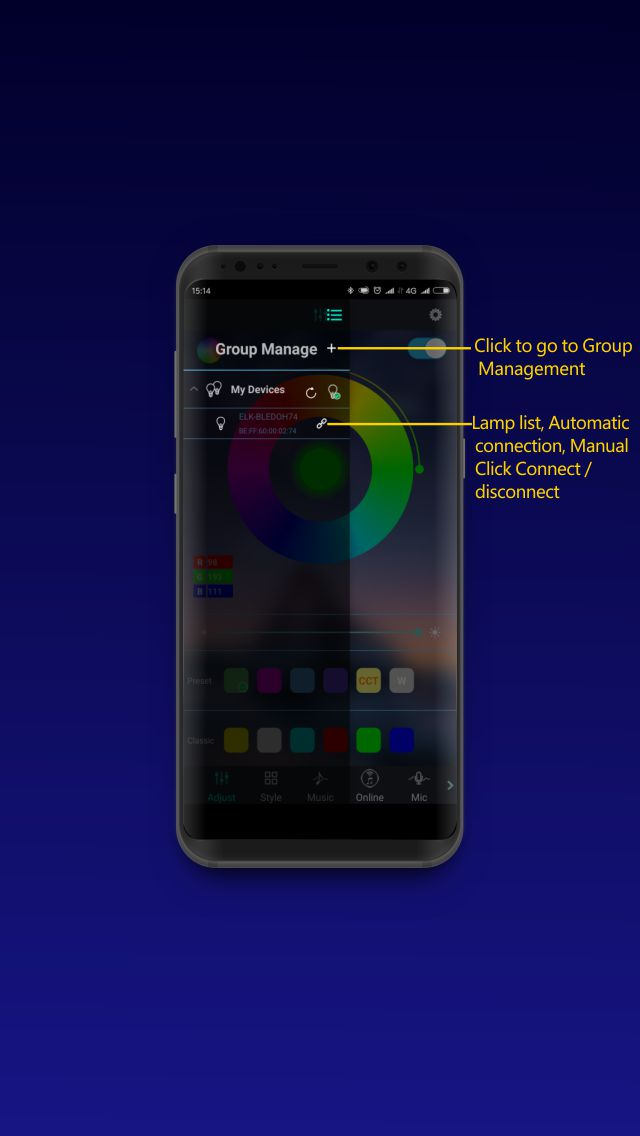 15:14
4G
Group Manage +
Click to go to Group
Management
My Devices
ELK-BLEDOH74
BE:FF:60:00:02:74
Lamp list, Automatic
connection, Manual
Click Connect /
disconnect
R 98
G 193
B 111
Preset
CCT
W
Classic
Adjust
Style
Music
Online
Mic